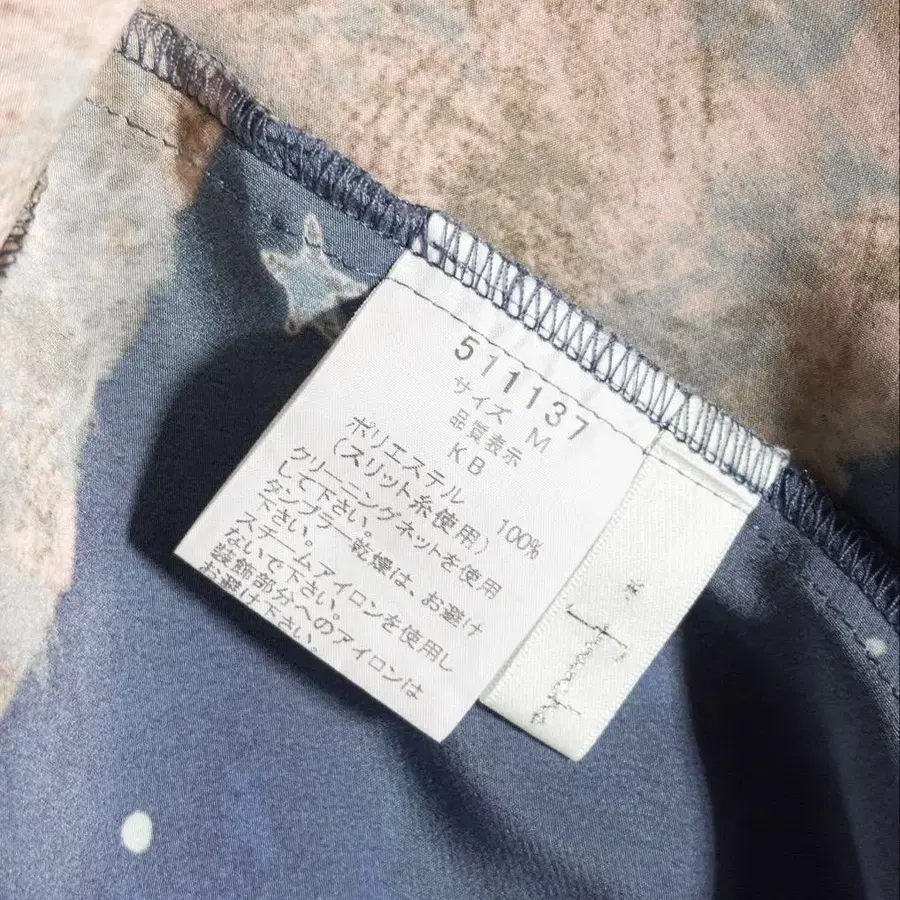 511137
サイズ M
品質表示
KB
ポリエステル 100%
(スリット糸使用)
クリーニングネットを使用
して下さい。
タンブラー乾燥は、お避け
下さい。
スチームアイロンを使用し
ないで下さい。
装飾部分へのアイロンは
お避け下さい。